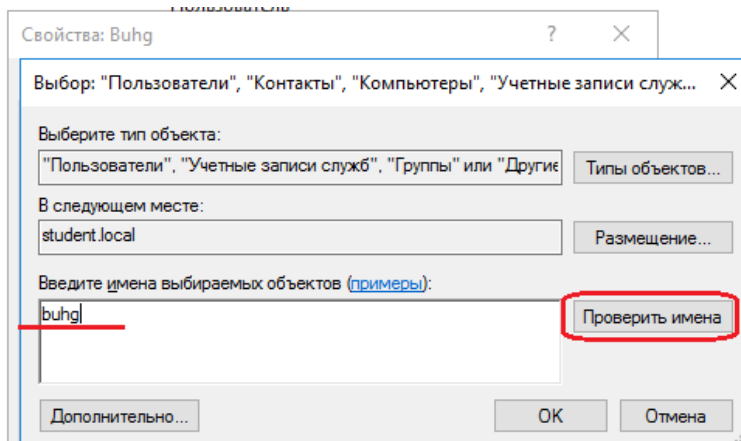 Пользователь
Свойства: Buhg ? ×
Выбор: "Пользователи", "Контакты", "Компьютеры", "Учетные записи служ... ×
Выберите тип объекта:
"Пользователи", "Учетные записи служб", "Группы" или "Другие Типы объектов...
В следующем месте:
student.local Размещение...
Введите имена выбираемых объектов (примеры):
buhg Проверить имена
Дополнительно... ОК Отмена